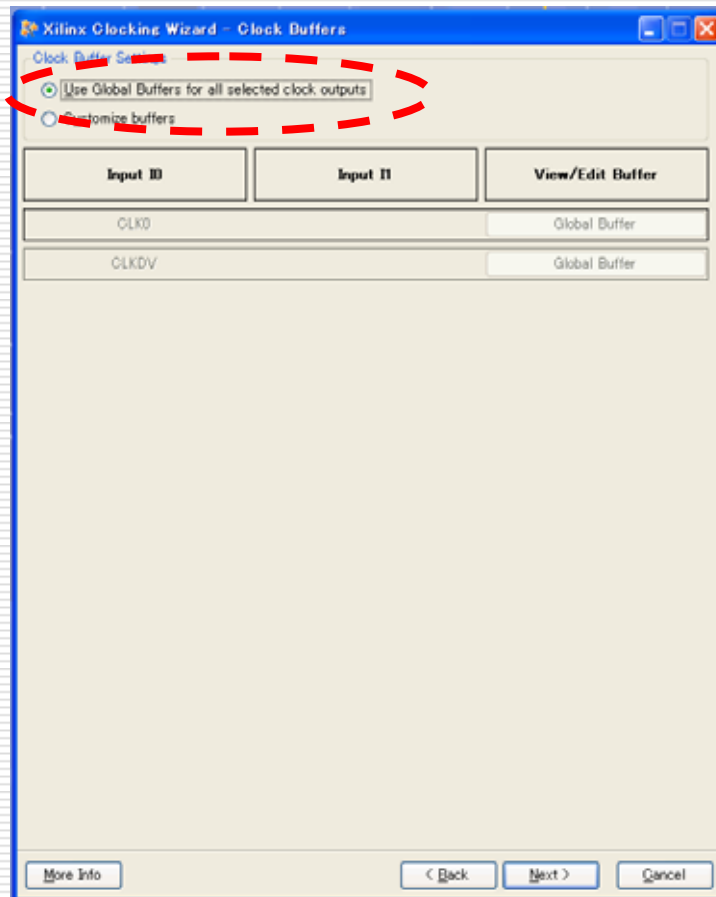 Xilinx Clocking Wizard - Clock Buffers
Clock Buffer Settings
Use Global Buffers for all selected clock outputs
Customize buffers
Input I0 Input I1 View/Edit Buffer
CLK0 Global Buffer
CLKDV Global Buffer
More Info < Back Next > Cancel